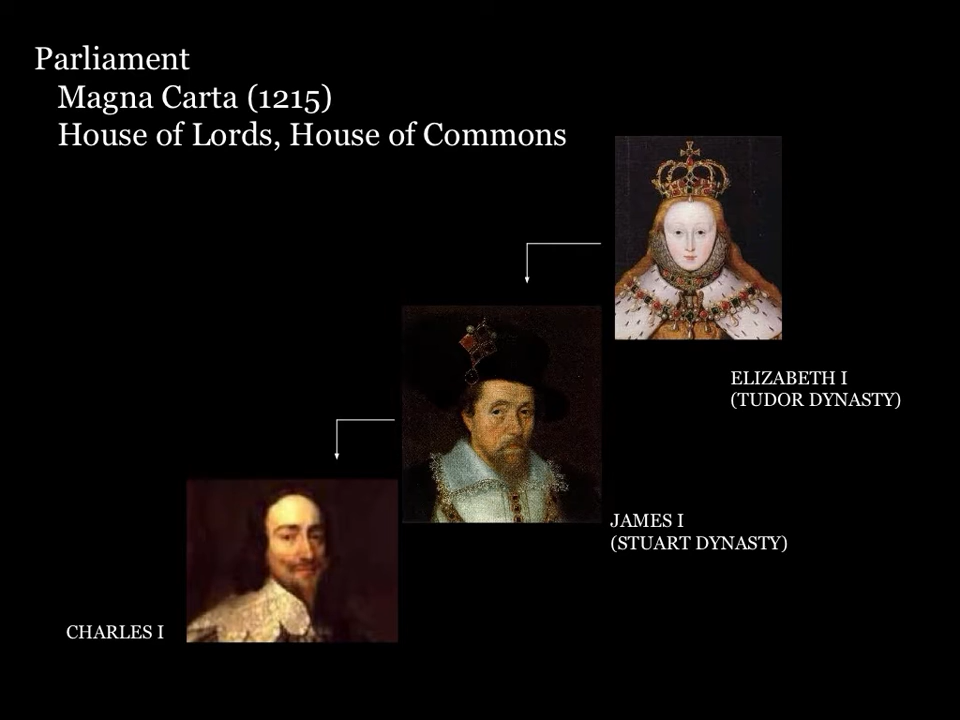 Parliament
Magna Carta (1215)
House of Lords, House of Commons
ELIZABETH I
(TUDOR DYNASTY)
JAMES I
(STUART DYNASTY)
CHARLES I